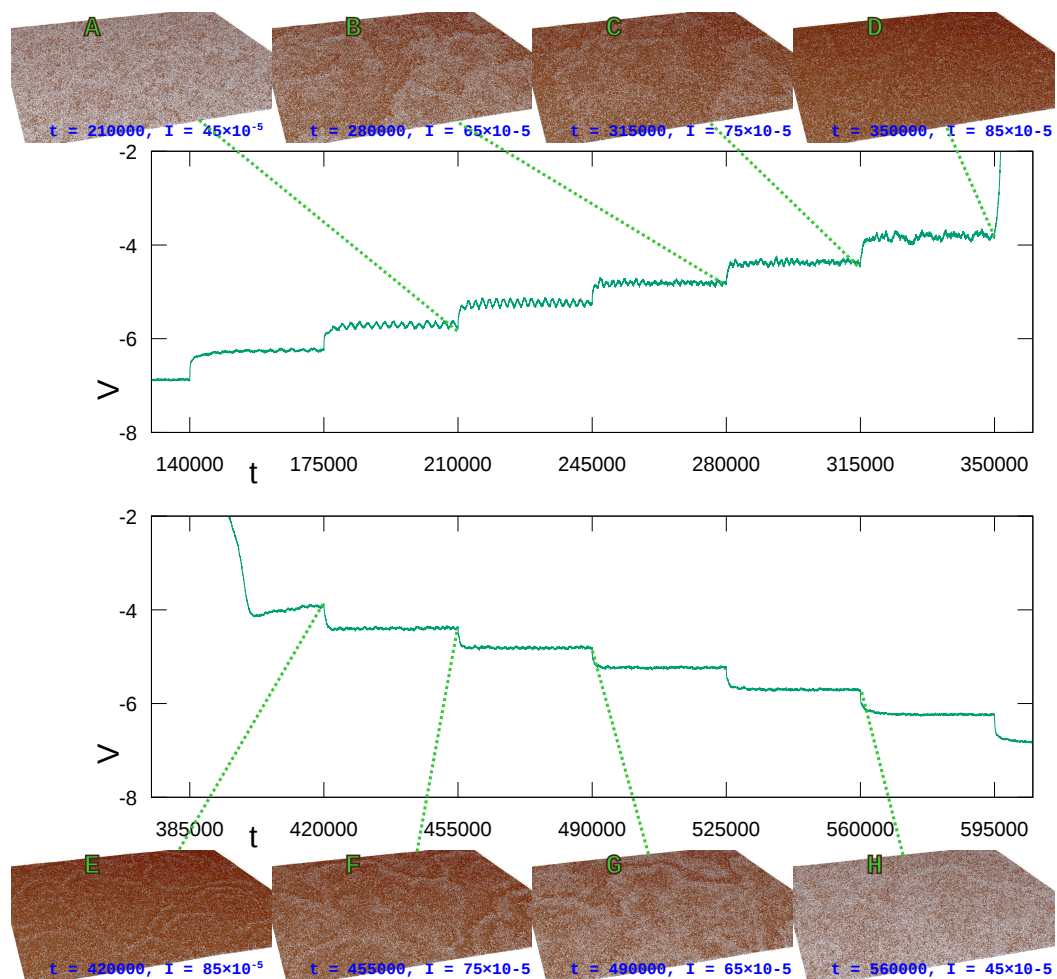 A B C D
t = 210000, I = 45×10⁻⁵ t = 280000, I = 65×10-5 t = 315000, I = 75×10-5 t = 350000, I = 85×10-5
-2
-4
-6
V
-8
140000 t 175000 210000 245000 280000 315000 350000
-2
-4
-6
V
-8
385000 t 420000 455000 490000 525000 560000 595000
E F G H
t = 420000, I = 85×10⁻⁵ t = 455000, I = 75×10-5 t = 490000, I = 65×10-5 t = 560000, I = 45×10-5